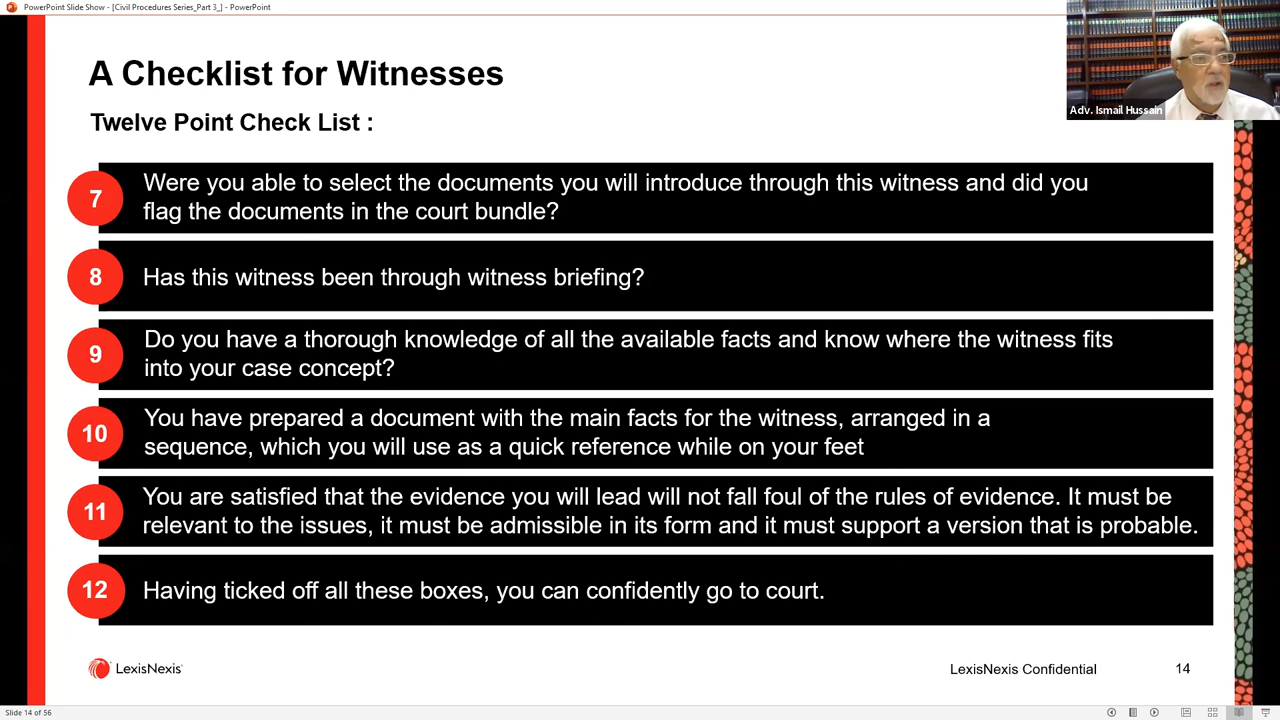 PowerPoint Slide Show - [Civil Procedures Series_Part 3_] - PowerPoint
A Checklist for Witnesses
Adv. Ismail Hussain
Twelve Point Check List :
7
Were you able to select the documents you will introduce through this witness and did you
flag the documents in the court bundle?
8
Has this witness been through witness briefing?
9
Do you have a thorough knowledge of all the available facts and know where the witness fits
into your case concept?
10
You have prepared a document with the main facts for the witness, arranged in a
sequence, which you will use as a quick reference while on your feet
11
You are satisfied that the evidence you will lead will not fall foul of the rules of evidence. It must be
relevant to the issues, it must be admissible in its form and it must support a version that is probable.
12
Having ticked off all these boxes, you can confidently go to court.
LexisNexis
LexisNexis Confidential
14
Slide 14 of 56